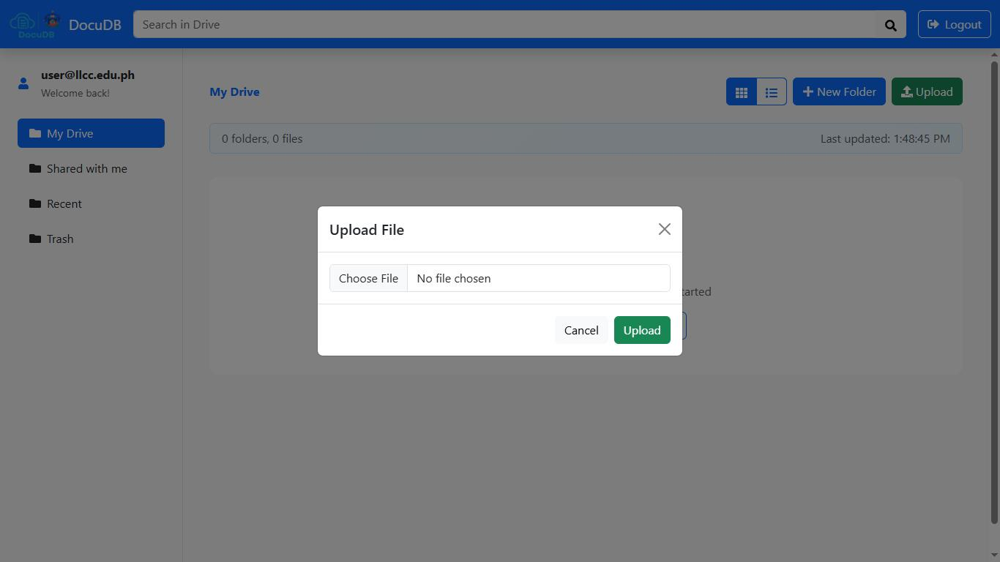 DocuDB
DocuDB
Search in Drive
Logout
user@llcc.edu.ph
Welcome back!
My Drive
Shared with me
Recent
Trash
My Drive
New Folder
Upload
0 folders, 0 files
Last updated: 1:48:45 PM
Upload File
Choose File
No file chosen
Cancel
Upload